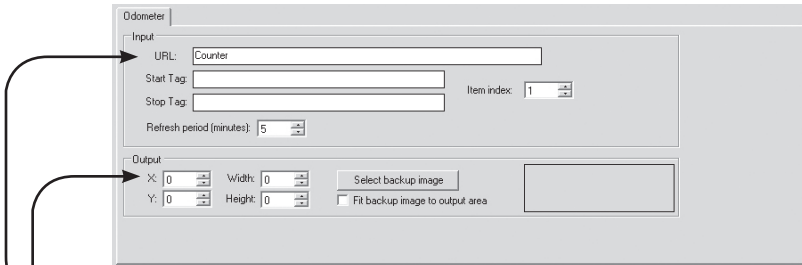 Odometer
Input
URL: Counter
Start Tag:
Item index: 1
Stop Tag:
Refresh period (minutes): 5
Output
X: 0 Width: 0 Select backup image
Y: 0 Height: 0 Fit backup image to output area